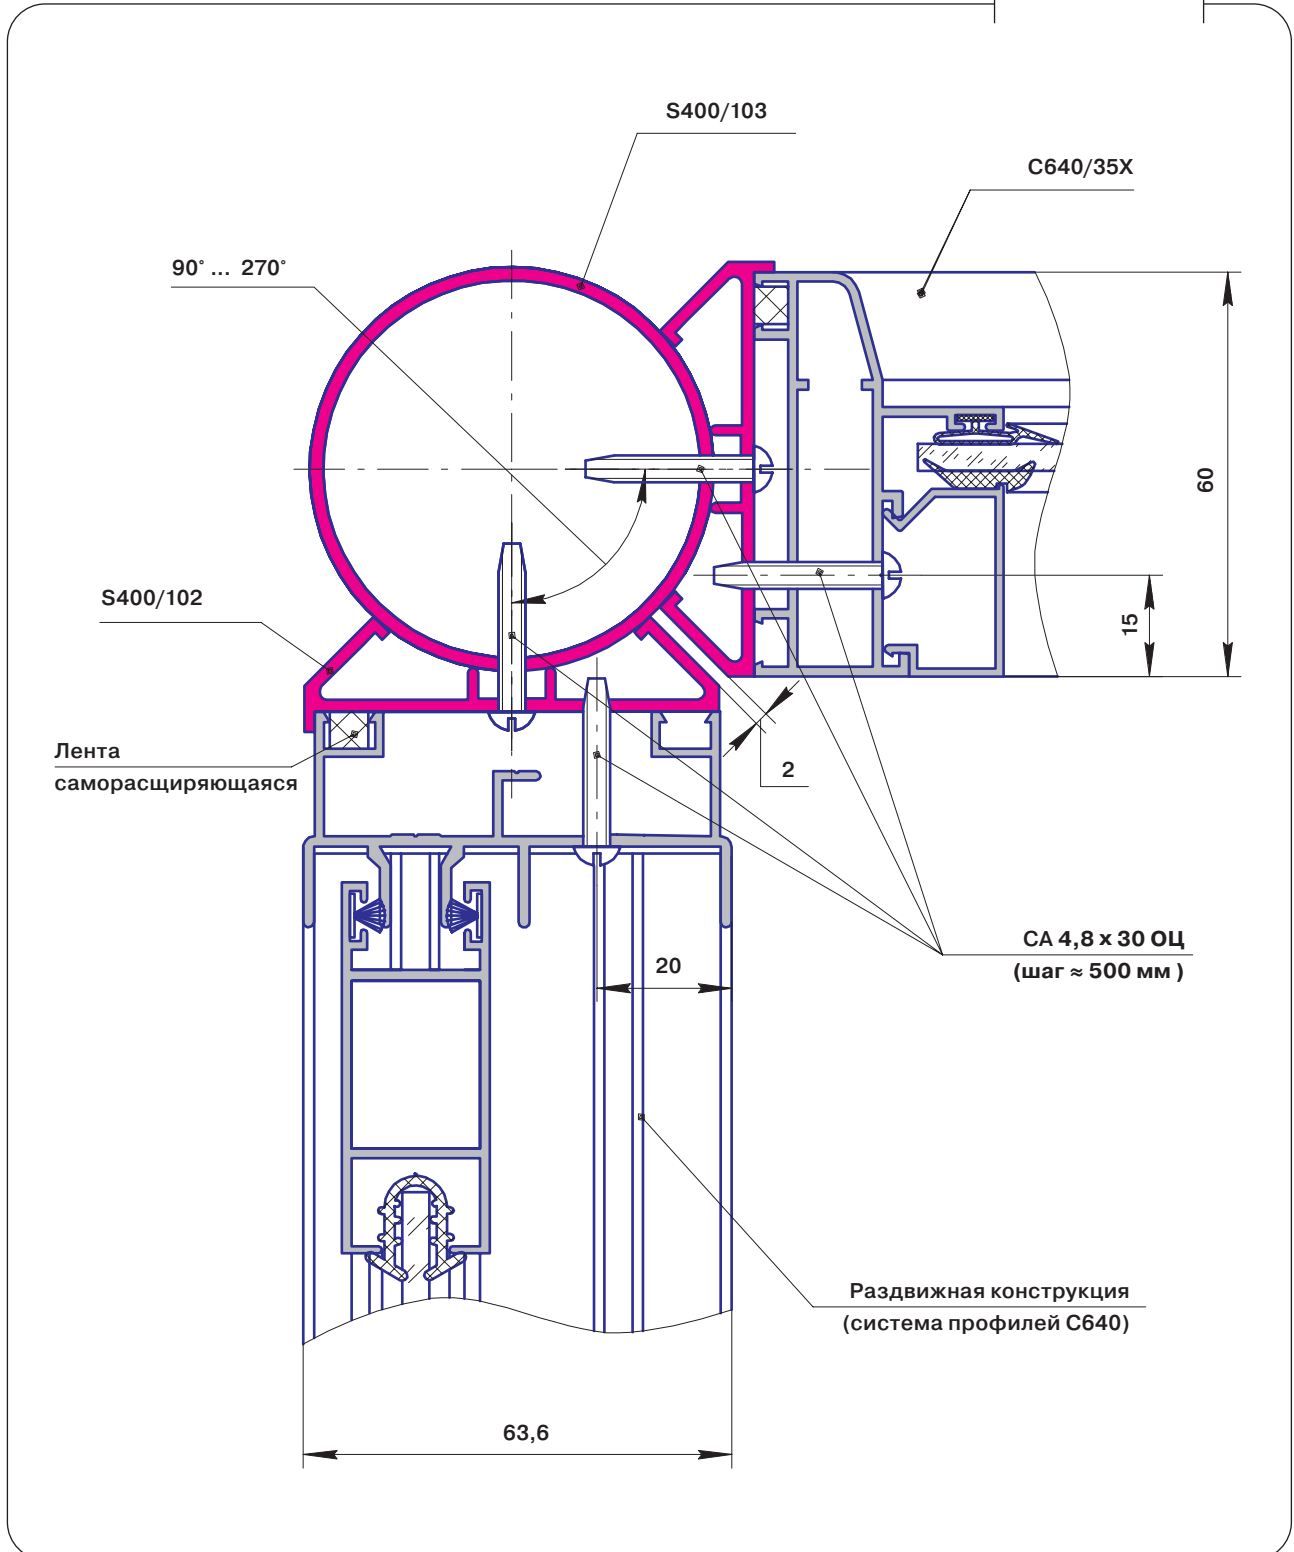 S400/103
C640/35X
90° ... 270°
60
S400/102
15
Лента
саморасщиряющаяся
2
СА 4,8 х 30 ОЦ
(шаг ≈ 500 мм )
20
Раздвижная конструкция
(система профилей С640)
63,6